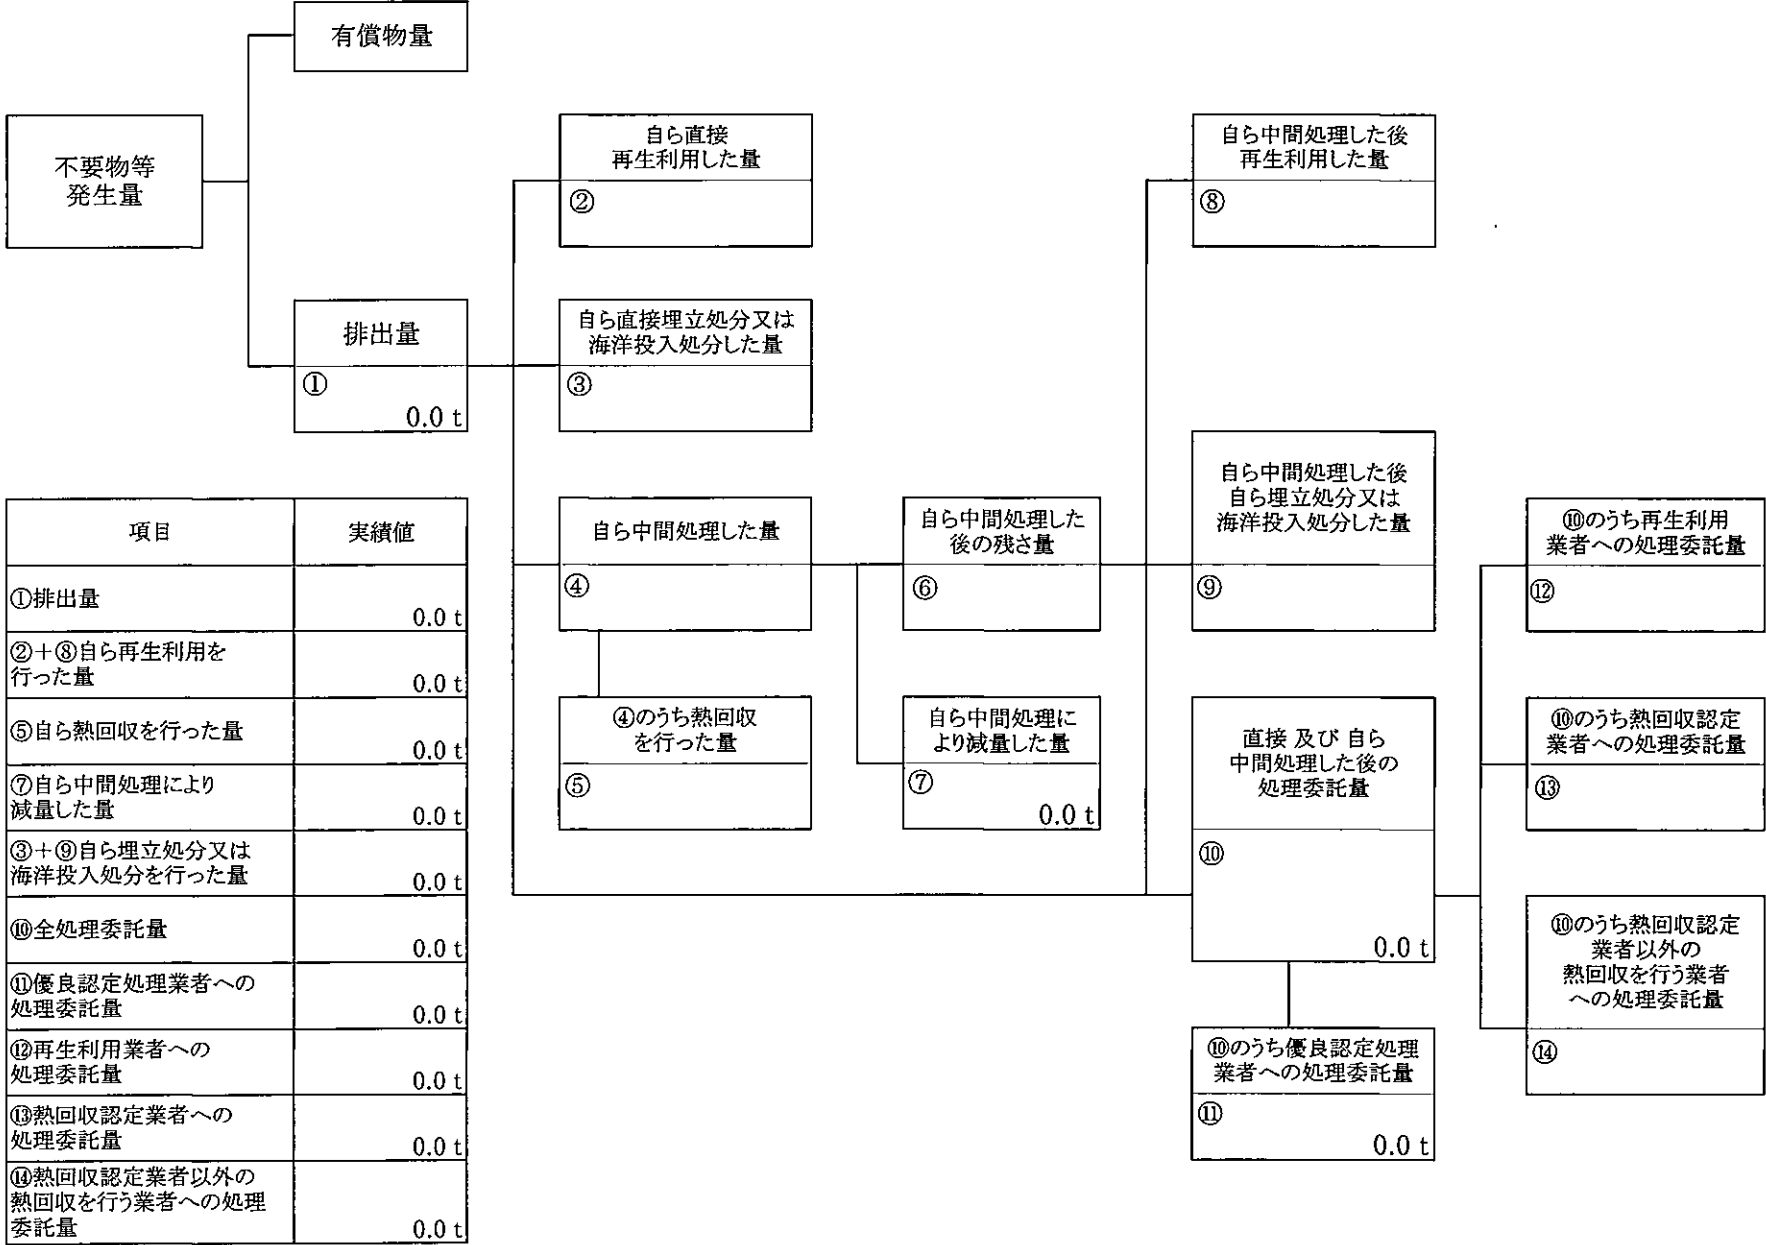 有償物量
不要物等
発生量
自ら直接
再生利用した量
②
自ら中間処理した後
再生利用した量
⑧
排出量
①
0.0 t
自ら直接埋立処分又は
海洋投入処分した量
③
自ら中間処理した量
④
自ら中間処理した
後の残さ量
⑥
自ら中間処理した後
自ら埋立処分又は
海洋投入処分した量
⑨
⑩のうち再生利用
業者への処理委託量
⑫
④のうち熱回収
を行った量
⑤
自ら中間処理に
より減量した量
⑦
0.0 t
直接 及び 自ら
中間処理した後の
処理委託量
⑩
0.0 t
⑩のうち熱回収認定
業者への処理委託量
⑬
⑩のうち熱回収認定
業者以外の
熱回収を行う業者
への処理委託量
⑭
⑩のうち優良認定処理
業者への処理委託量
⑪
0.0 t
項目 実績値
①排出量
0.0 t
②+⑧自ら再生利用を
行った量
0.0 t
⑤自ら熱回収を行った量
0.0 t
⑦自ら中間処理により
減量した量
0.0 t
③+⑨自ら埋立処分又は
海洋投入処分を行った量
0.0 t
⑩全処理委託量
0.0 t
⑪優良認定処理業者への
処理委託量
0.0 t
⑫再生利用業者への
処理委託量
0.0 t
⑬熱回収認定業者への
処理委託量
0.0 t
⑭熱回収認定業者以外の
熱回収を行う業者への処理
委託量
0.0 t